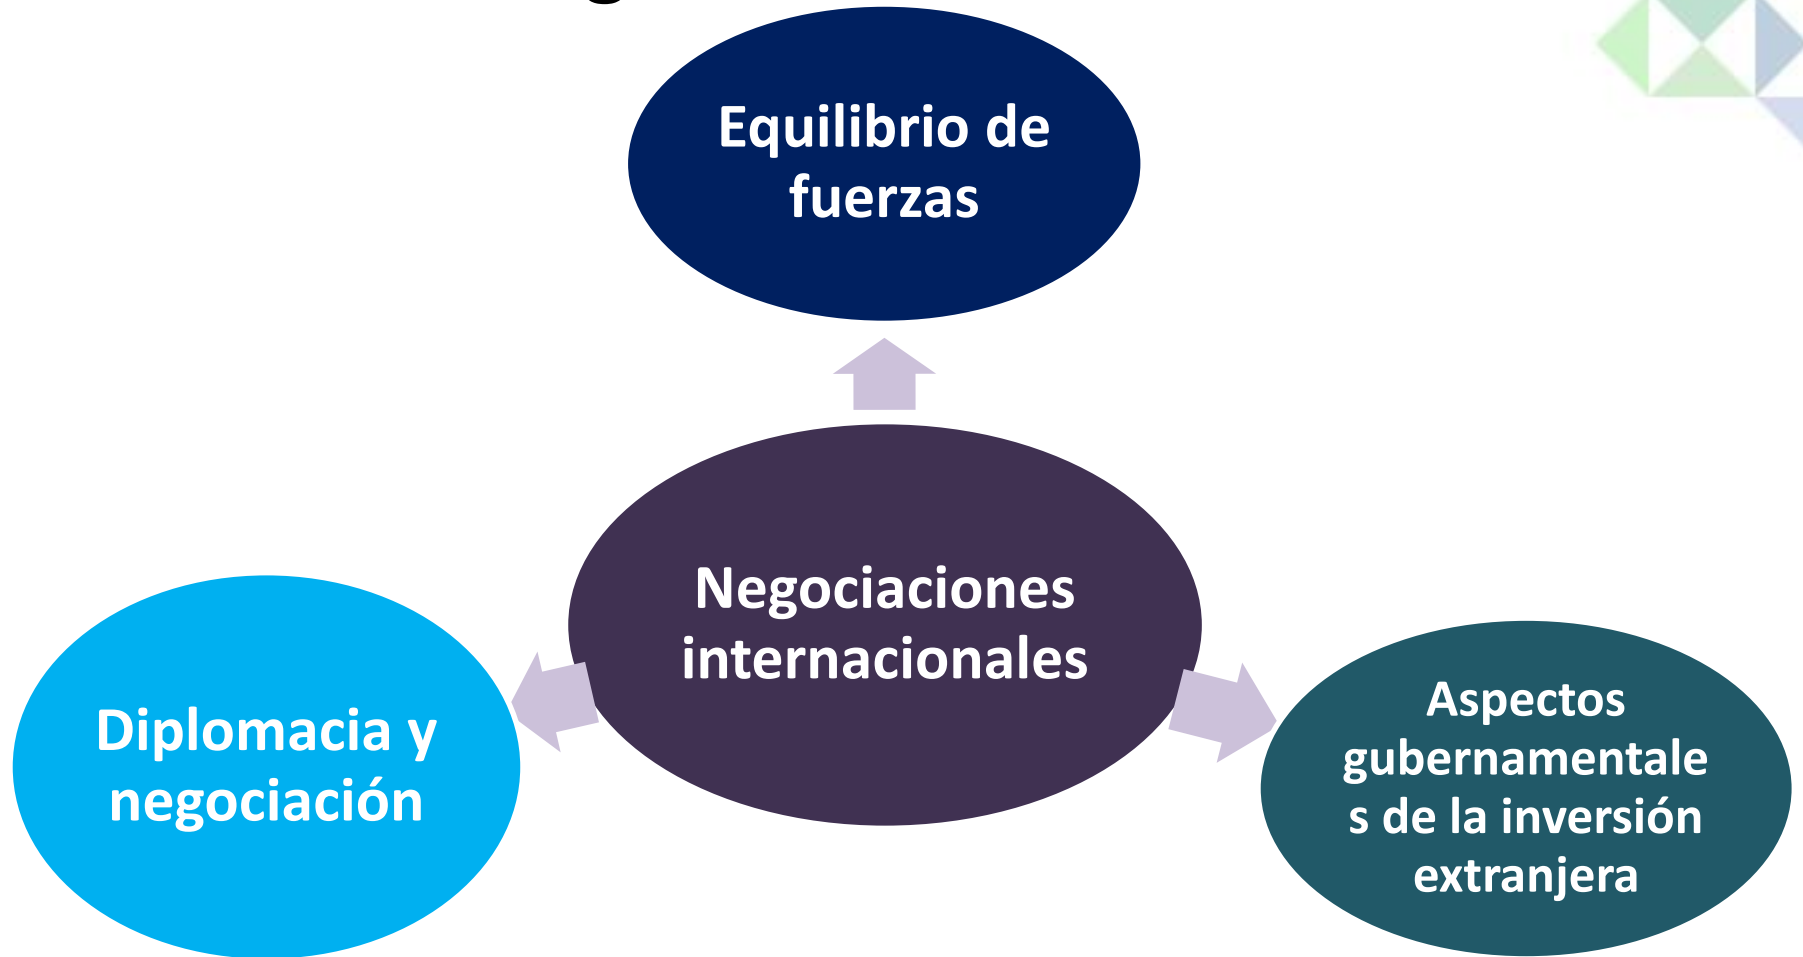 Equilibrio de
fuerzas
Negociaciones
internacionales
Diplomacia y
negociación
Aspectos
gubernamentale
s de la inversión
extranjera